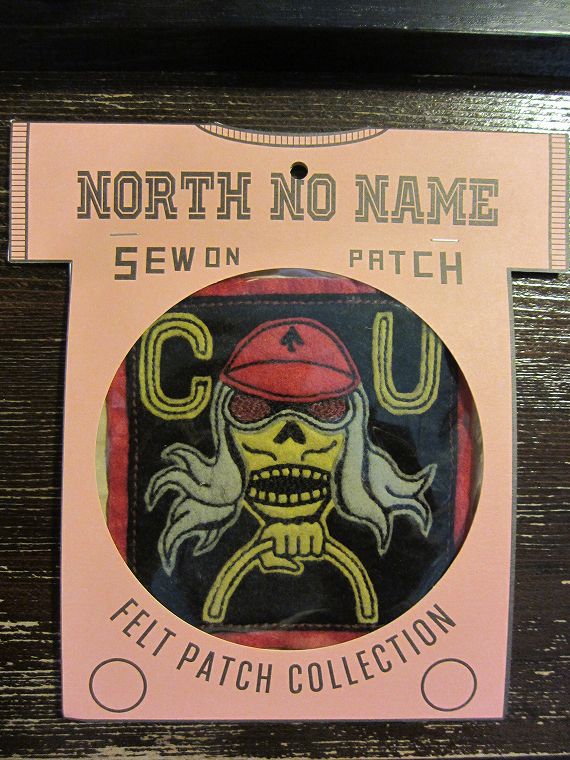 NORTH NO NAME
SEW ON PATCH
C U
FELT PATCH COLLECTION